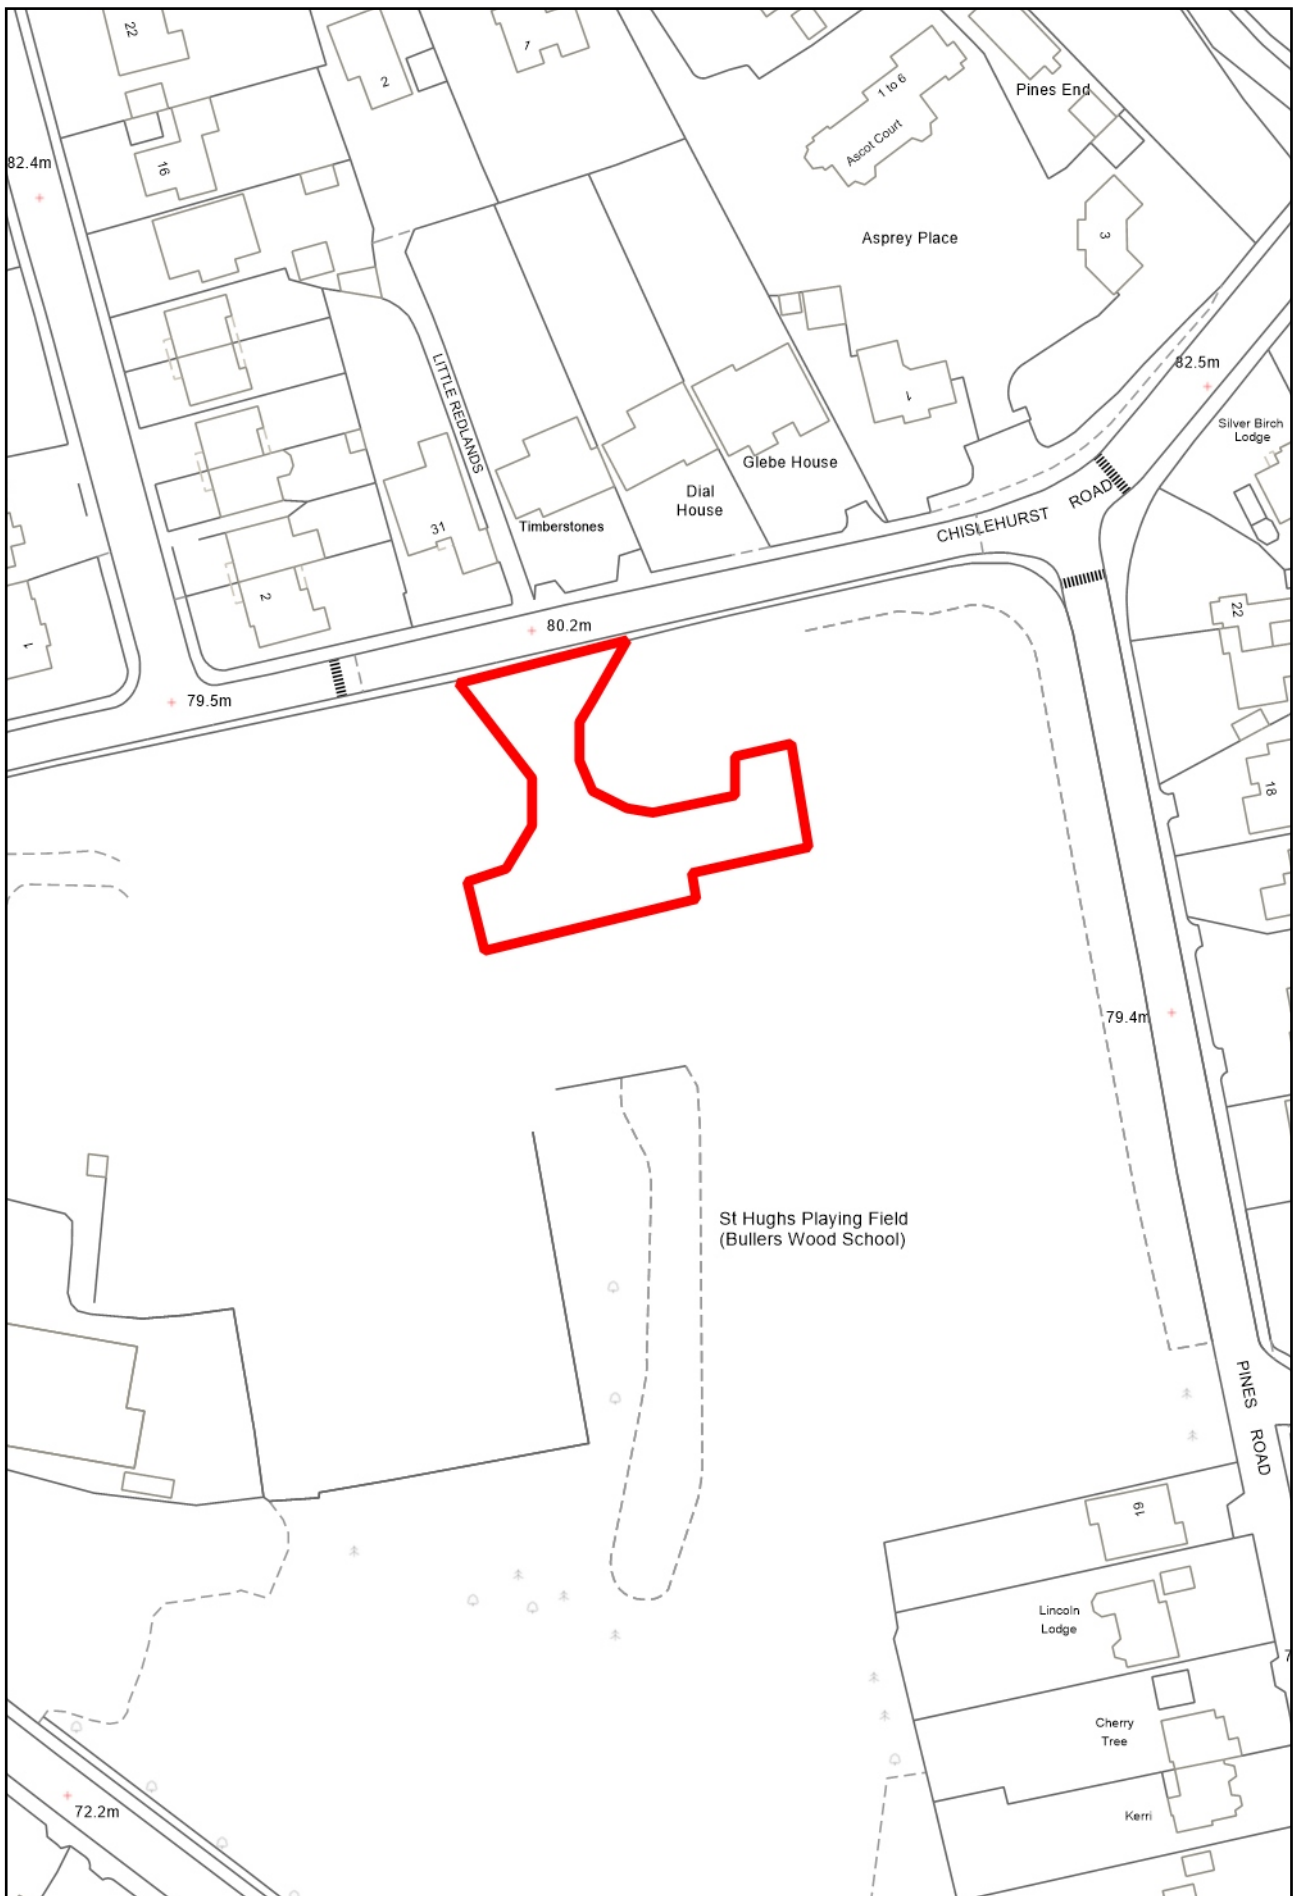 22
2
1
1 to 6
Ascot Court
Pines End
82.4m
16
Asprey Place
3
LITTLE REDLANDS
82.5m
1
Silver Birch
Lodge
Glebe House
Dial
House
Timberstones
31
CHISLEHURST ROAD
2
1
22
80.2m
79.5m
18
79.4m
St Hughs Playing Field
(Bullers Wood School)
PINES ROAD
19
Lincoln
Lodge
Cherry
Tree
Kerri
72.2m